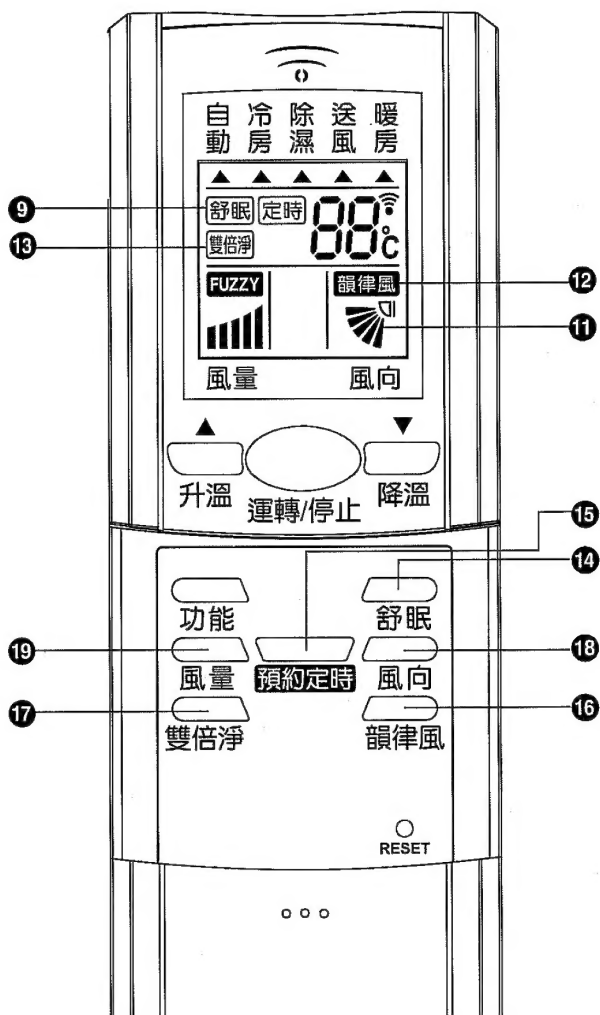 自動 冷房 除濕 送風 暖房
▲ ▲ ▲ ▲ ▲
❾ 舒眠 定時 88℃
⓭ 雙倍淨
FUZZY 韻律風 ⓬
⓫
風量 風向
▲ ▼
升溫 運轉/停止 降溫
⓯
⓮
功能 舒眠
⓳ ⓲
風量 預約定時 風向
⓱ ⓰
雙倍淨 韻律風
RESET